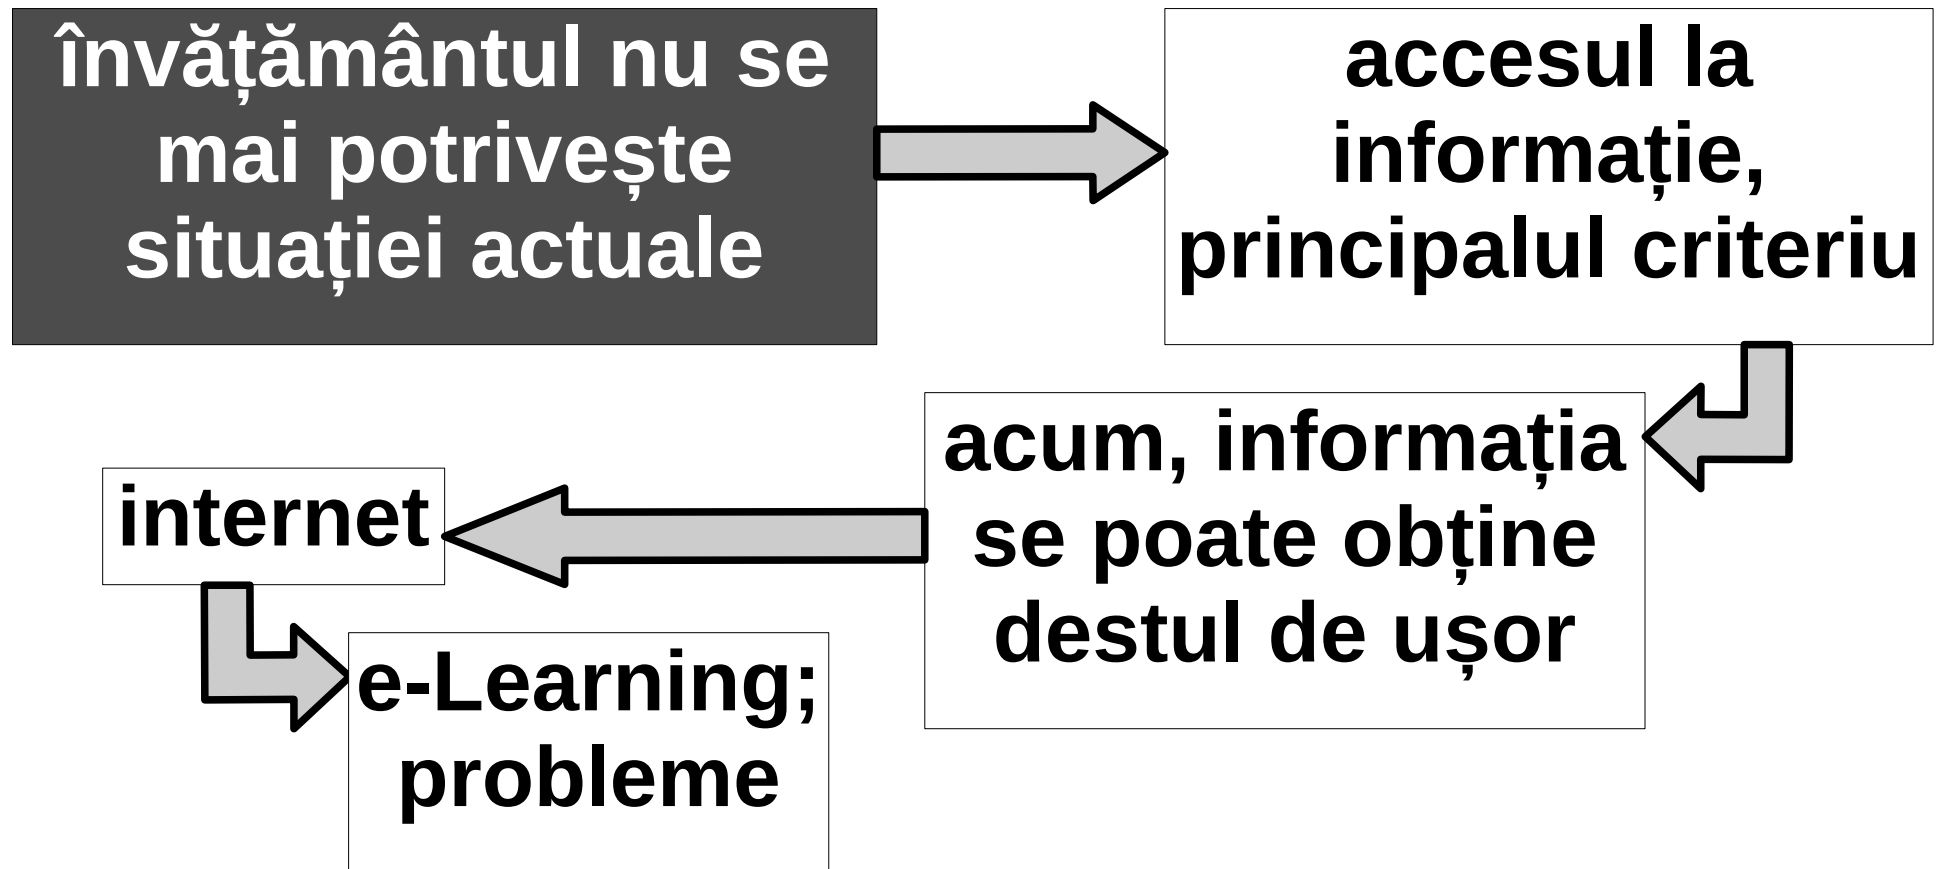 învățământul nu se
mai potrivește
situației actuale
accesul la
informație,
principalul criteriu
acum, informația
se poate obține
destul de ușor
internet
e-Learning;
probleme